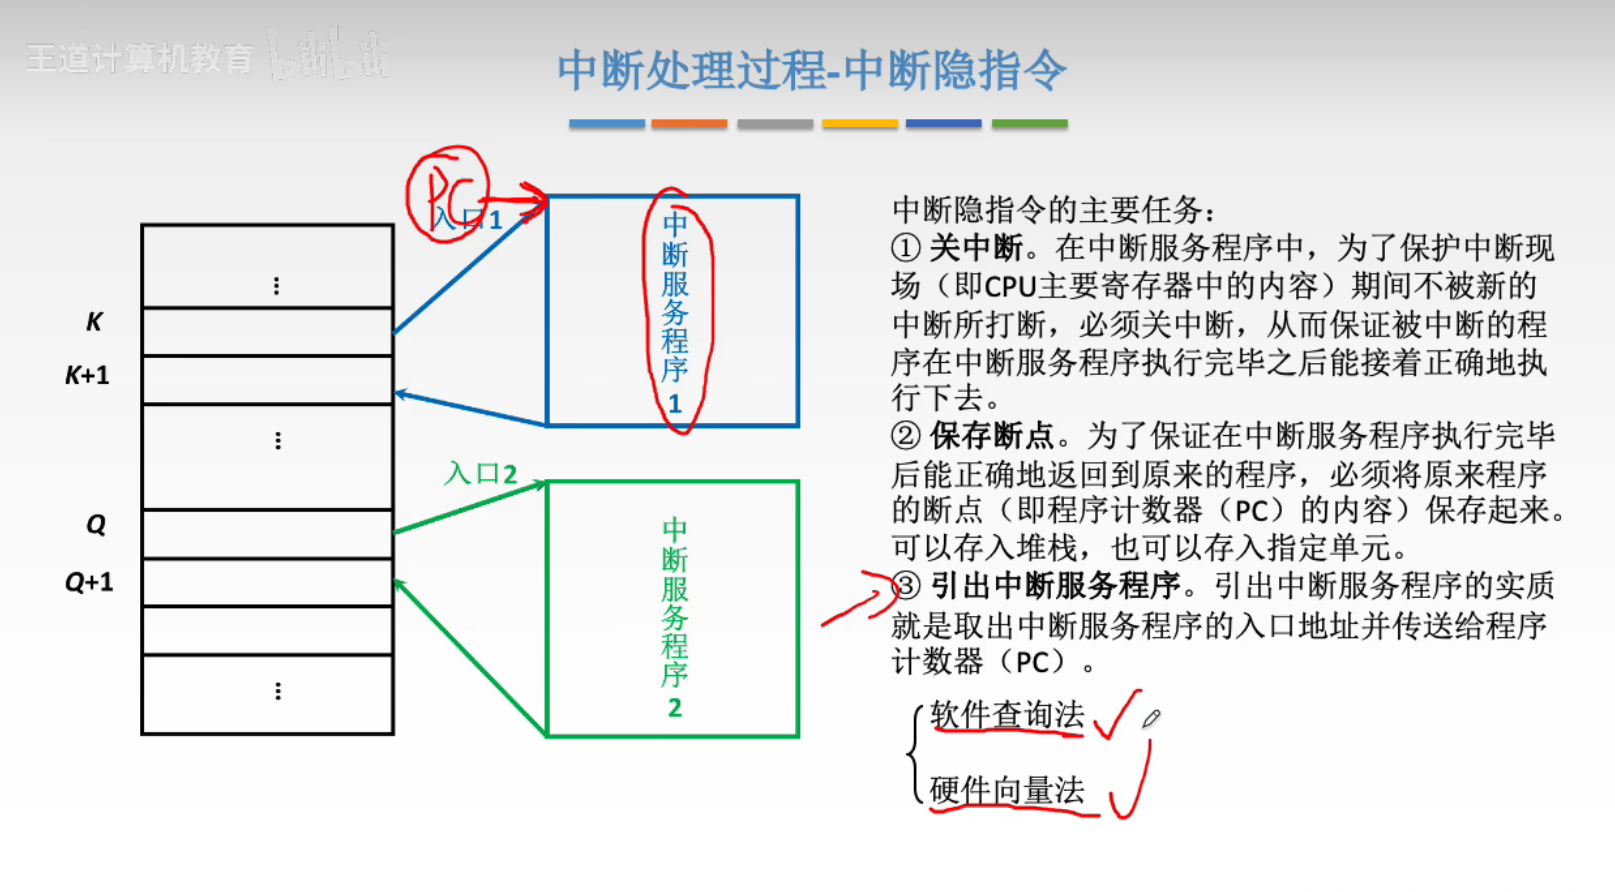 王道计算机教育 bilibili
中断处理过程-中断隐指令
PC
入口1
中断服务程序1
K
K+1
入口2
中断服务程序2
Q
Q+1
中断隐指令的主要任务：
① 关中断。在中断服务程序中，为了保护中断现
场（即CPU主要寄存器中的内容）期间不被新的
中断所打断，必须关中断，从而保证被中断的程
序在中断服务程序执行完毕之后能接着正确地执
行下去。
② 保存断点。为了保证在中断服务程序执行完毕
后能正确地返回到原来的程序，必须将原来程序
的断点（即程序计数器（PC）的内容）保存起来。
可以存入堆栈，也可以存入指定单元。
③ 引出中断服务程序。引出中断服务程序的实质
就是取出中断服务程序的入口地址并传送给程序
计数器（PC）。
软件查询法
硬件向量法